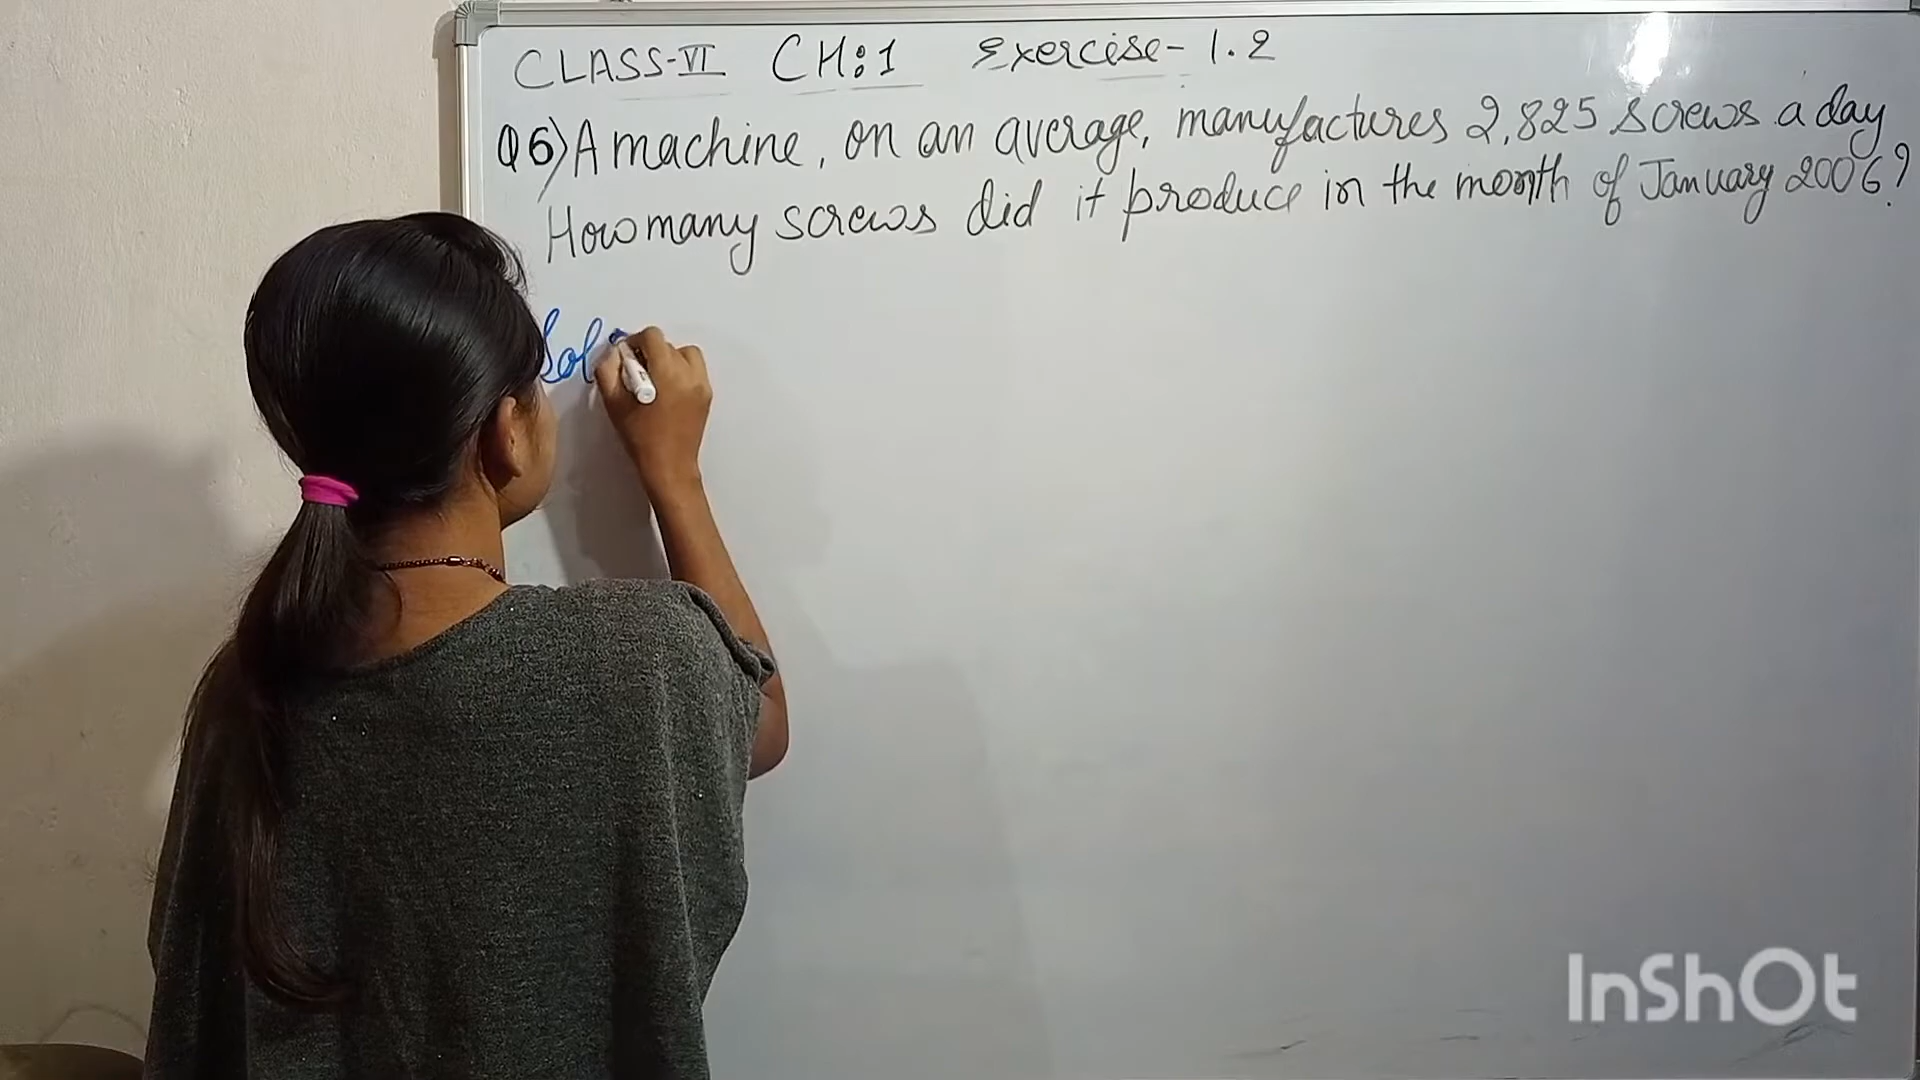 CLASS-VI CH:1 Exercise-1.2
Q6) A machine, on an average, manufactures 2,825 screws a day
How many screws did it produce in the month of January 2006?
Sol
InShOt